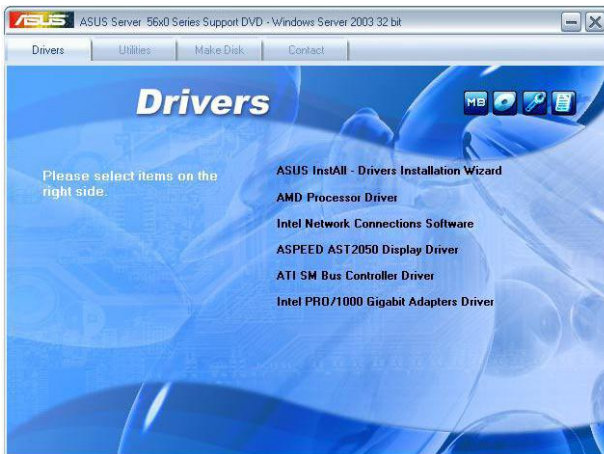 ASUS ASUS Server 56x0 Series Support DVD - Windows Server 2003 32 bit
Drivers Utilities Make Disk Contact
Drivers
MB
Please select items on the
right side.
ASUS InstAll - Drivers Installation Wizard
AMD Processor Driver
Intel Network Connections Software
ASPEED AST2050 Display Driver
ATI SM Bus Controller Driver
Intel PRO/1000 Gigabit Adapters Driver